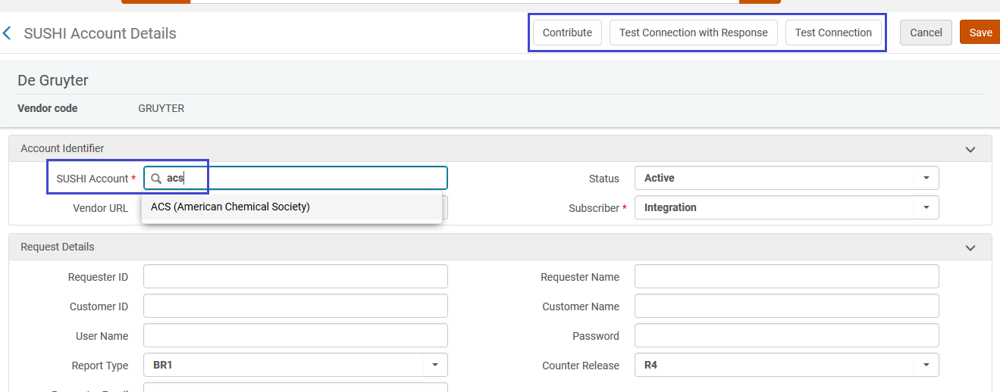 SUSHI Account Details Contribute Test Connection with Response Test Connection Cancel Save
De Gruyter
Vendor code GRUYTER
Account Identifier
SUSHI Account * acs Status Active
Vendor URL ACS (American Chemical Society) Subscriber * Integration
Request Details
Requester ID Requester Name
Customer ID Customer Name
User Name Password
Report Type BR1 Counter Release R4